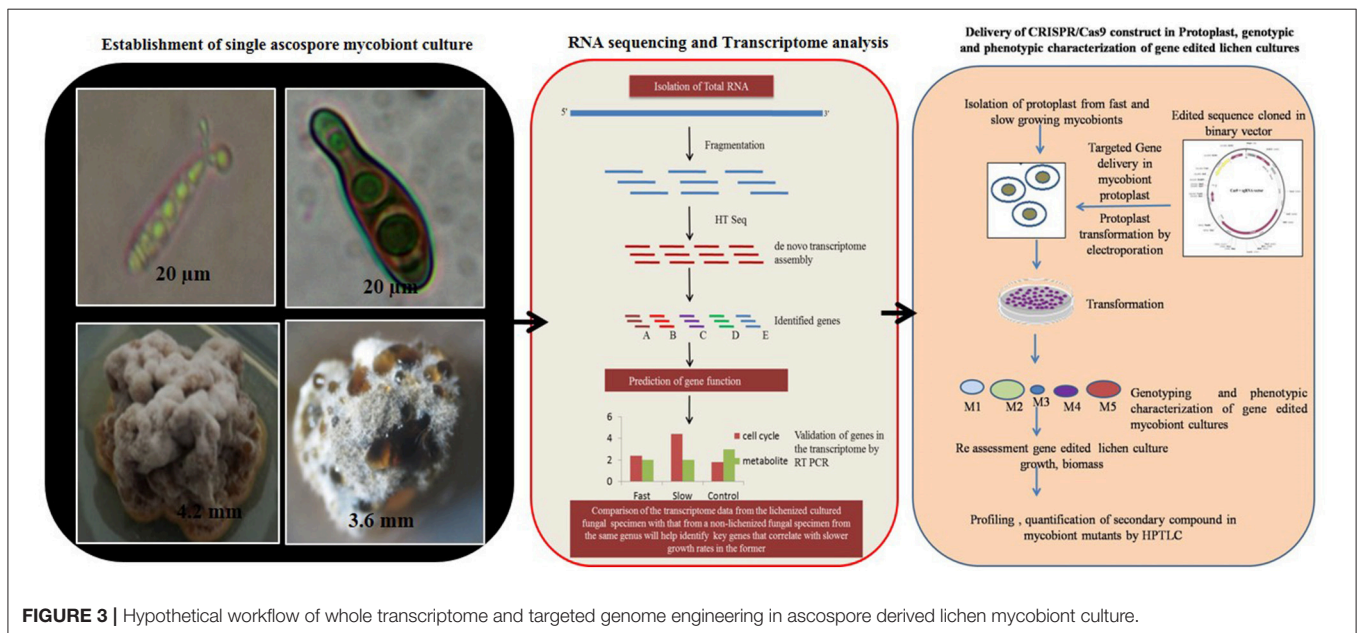 Establishment of single ascospore mycobiont culture
20 µm
20 µm
4.2 mm
3.6 mm
RNA sequencing and Transcriptome analysis
Isolation of Total RNA
5'
3'
Fragmentation
HT Seq
de novo transcriptome
assembly
Identified genes
A B C D E
Prediction of gene function
6
4
2
0
Fast Slow Control
cell cycle
metabolite
Validation of genes in
the transcriptome by
RT PCR
Comparison of the transcriptome data from the lichenized cultured
fungal specimen with that from a non-lichenized fungal specimen from
the same genus will help identify key genes that correlate with slower
growth rates in the former
Delivery of CRISPR/Cas9 construct in Protoplast, genotypic
and phenotypic characterization of gene edited lichen cultures
Isolation of protoplast from fast and
slow growing mycobionts
Edited sequence cloned in
binary vector
Targeted Gene
delivery in
mycobiont
protoplast
Protoplast
transformation by
electroporation
Transformation
M1 M2 M3 M4 M5
Genotyping and phenotypic
characterization of gene edited
mycobiont cultures
Re assessment gene edited lichen culture
growth, biomass
Profiling , quantification of secondary compound in
mycobiont mutants by HPTLC
FIGURE 3 | Hypothetical workflow of whole transcriptome and targeted genome engineering in ascospore derived lichen mycobiont culture.